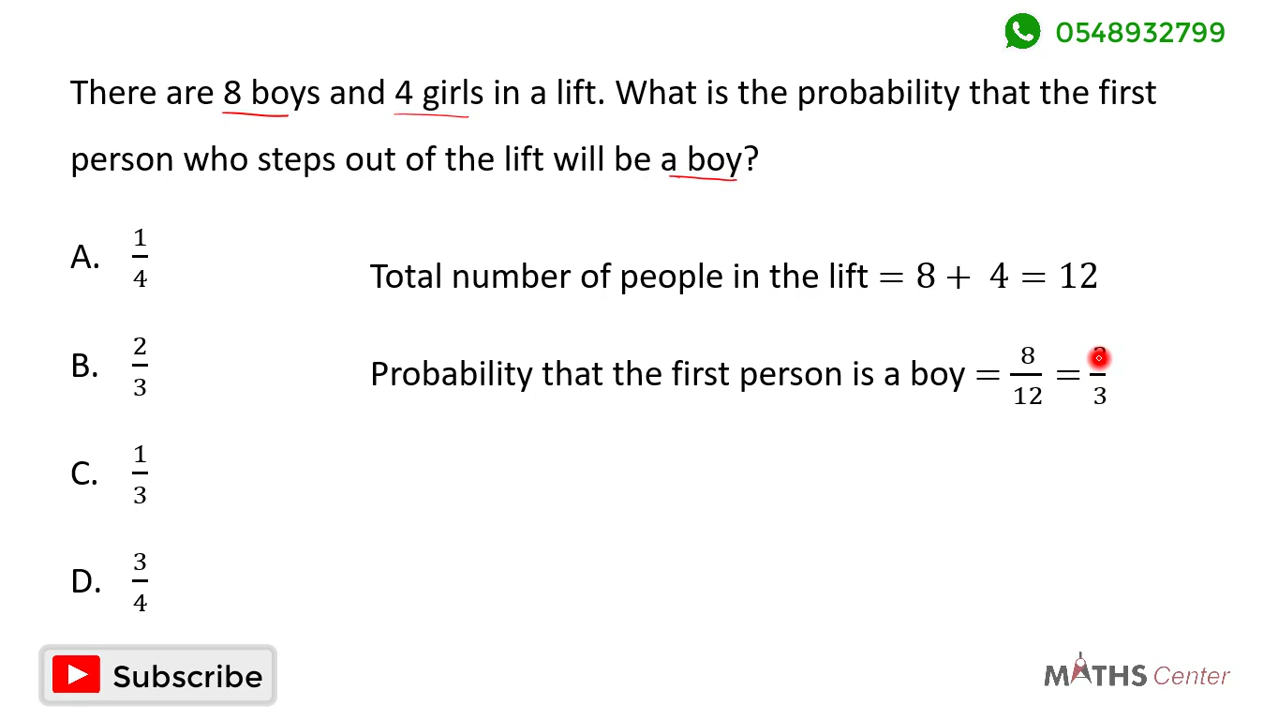 0548932799
There are 8 boys and 4 girls in a lift. What is the probability that the first
person who steps out of the lift will be a boy?
A. 1/4
Total number of people in the lift = 8 + 4 = 12
B. 2/3
Probability that the first person is a boy = 8/12 = /3
C. 1/3
D. 3/4
Subscribe
MATHS Center